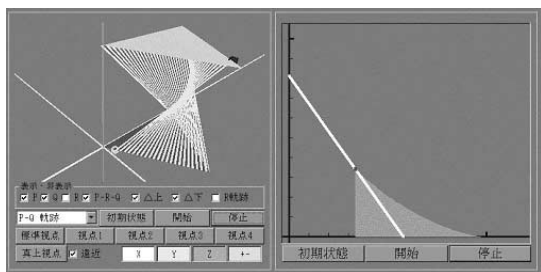 表示・非表示
P Q R P-R-Q △上 △下 R軌跡
P-Q 軌跡 初期状態 開始 停止
標準視点 視点1 視点2 視点3 視点4
真上視点 遠近 X Y Z +-
初期状態 開始 停止